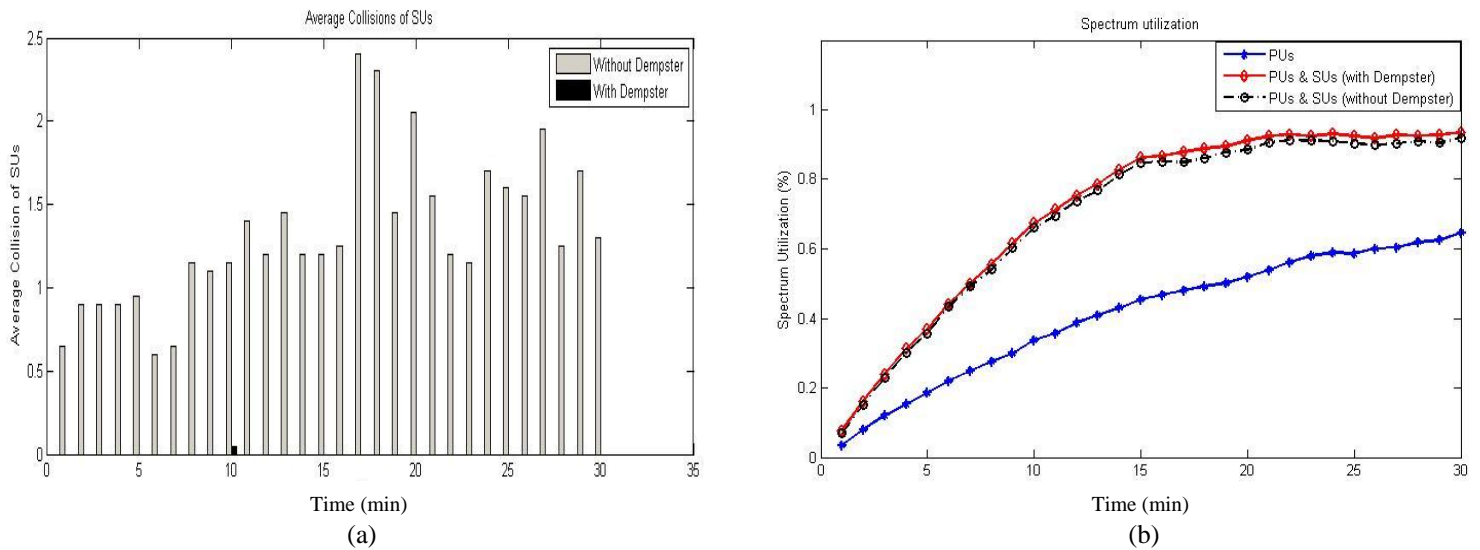 Average Collisions of SUs
2.5
2
1.5
1
0.5
0
Average Collision of SUs
Without Dempster
With Dempster
0 5 10 15 20 25 30 35
Time (min)
(a)
Spectrum utilization
1
0.8
0.6
0.4
0.2
0
Spectrum Utilization (%)
PUs
PUs & SUs (with Dempster)
PUs & SUs (without Dempster)
0 5 10 15 20 25 30
Time (min)
(b)